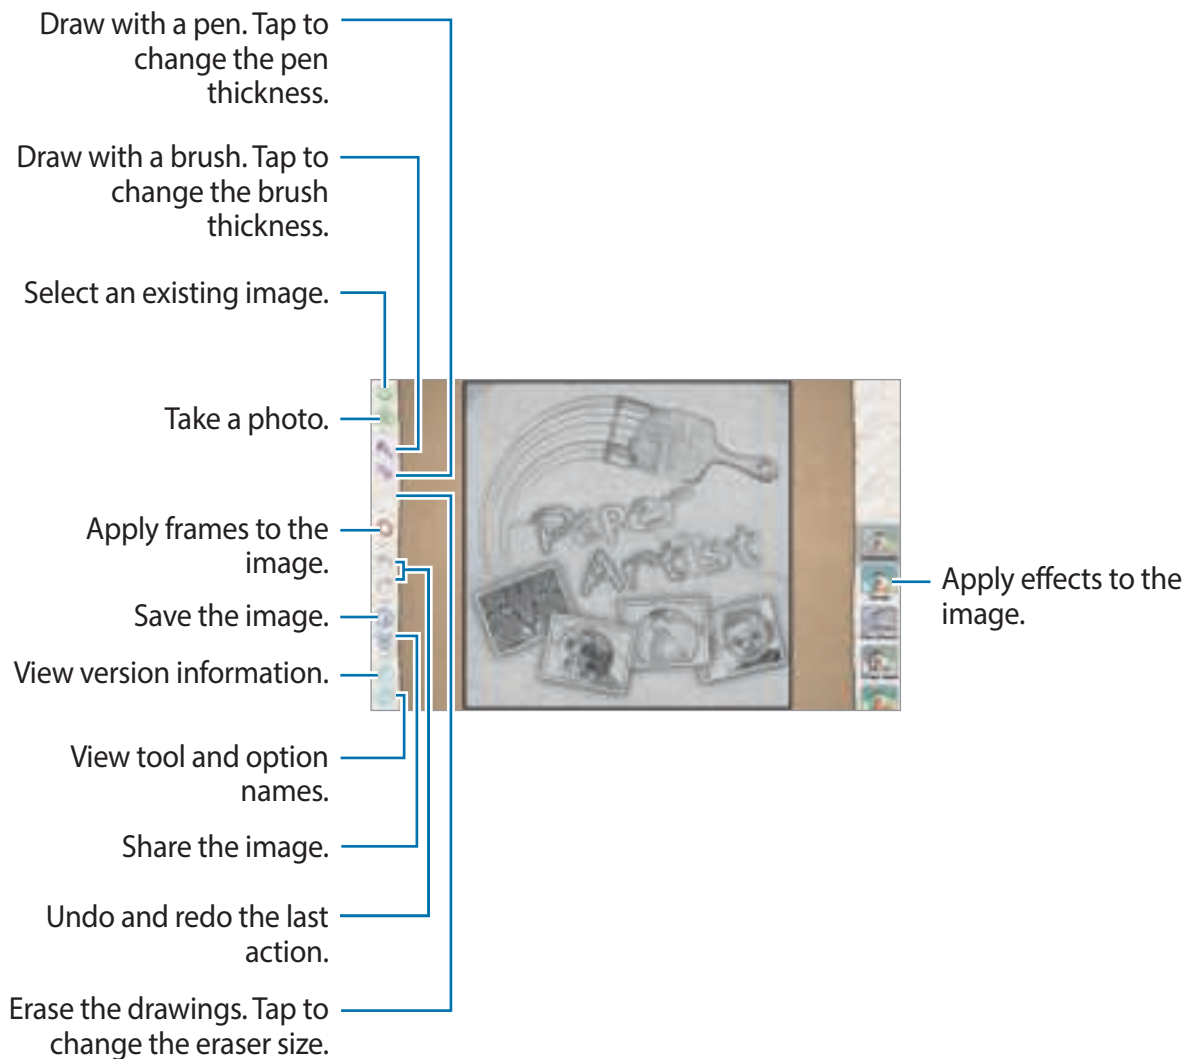 Draw with a pen. Tap to
change the pen
thickness.
Draw with a brush. Tap to
change the brush
thickness.
Select an existing image.
Take a photo.
Apply frames to the
image.
Save the image.
View version information.
View tool and option
names.
Share the image.
Undo and redo the last
action.
Erase the drawings. Tap to
change the eraser size.
Paper
Artist
Apply effects to the
image.